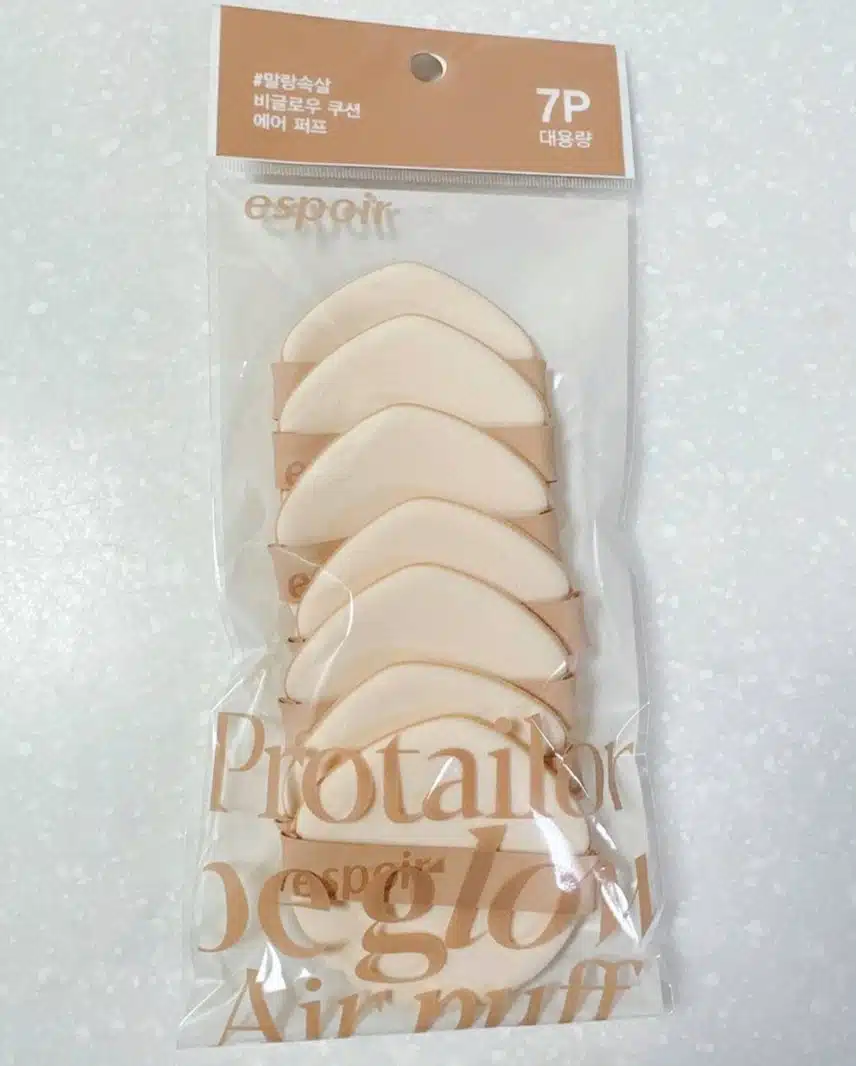 #말랑속살
비글로우 쿠션
에어 퍼프
7P
대용량
espoir
e
e
Protailor
be glow
espoir
Air puff